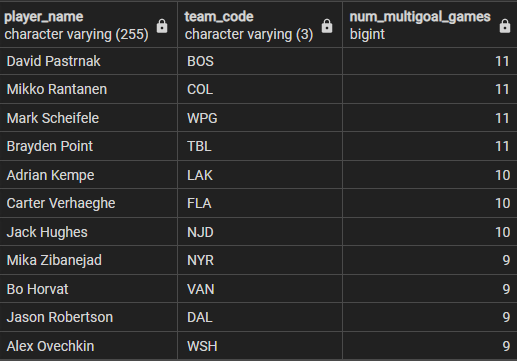 player_name team_code num_multigoal_games
character varying (255) character varying (3) bigint
David Pastrnak BOS 11
Mikko Rantanen COL 11
Mark Scheifele WPG 11
Brayden Point TBL 11
Adrian Kempe LAK 10
Carter Verhaeghe FLA 10
Jack Hughes NJD 10
Mika Zibanejad NYR 9
Bo Horvat VAN 9
Jason Robertson DAL 9
Alex Ovechkin WSH 9